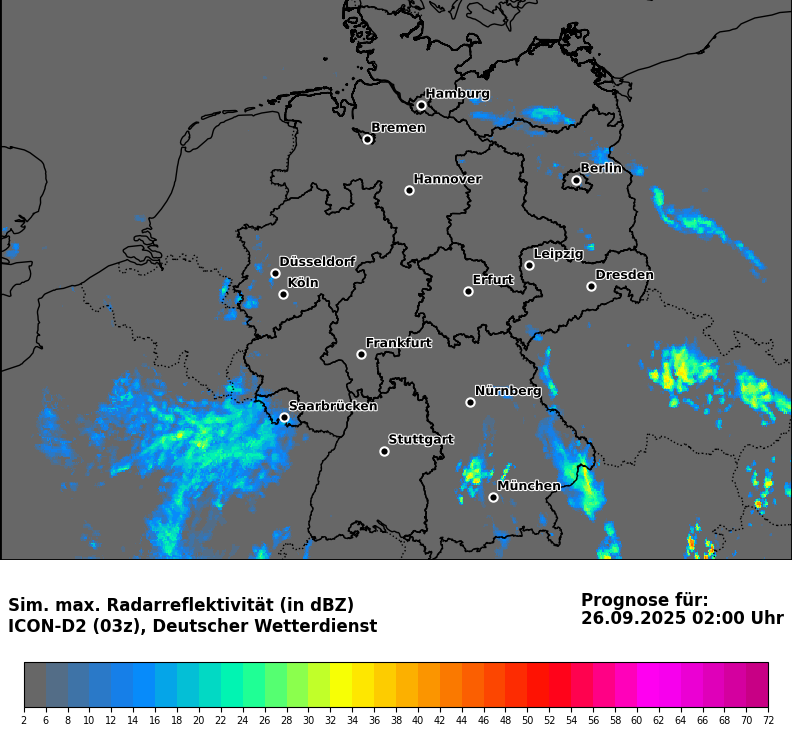 Hamburg
Bremen
Berlin
Hannover
Leipzig
Düsseldorf
Dresden
Köln
Erfurt
Frankfurt
Nürnberg
Saarbrücken
Stuttgart
München
Sim. max. Radarreflektivität (in dBZ)
ICON-D2 (03z), Deutscher Wetterdienst
Prognose für:
26.09.2025 02:00 Uhr
2 6 8 10 12 14 16 18 20 22 24 26 28 30 32 34 36 38 40 42 44 46 48 50 52 54 56 58 60 62 64 66 68 70 72